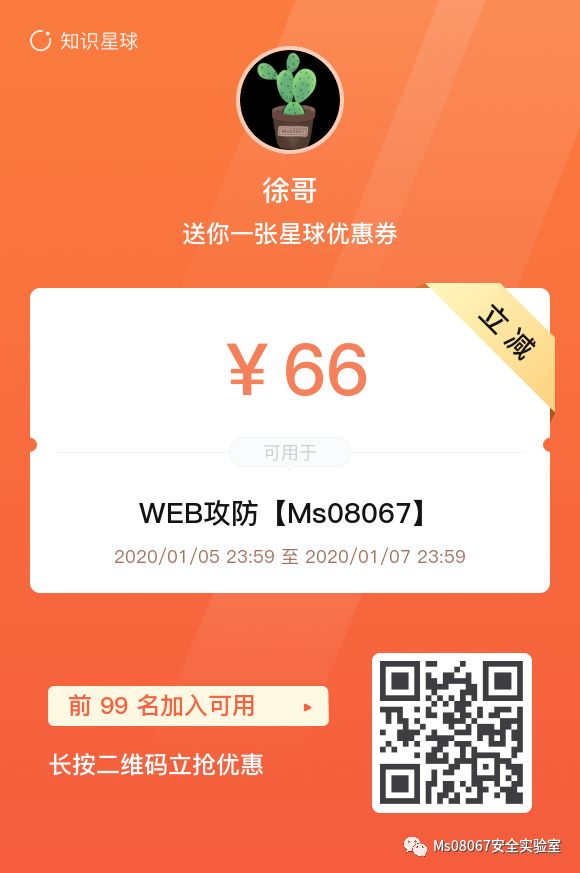 知识星球
Ms08067
徐哥
送你一张星球优惠券
立减
¥ 66
可用于
WEB攻防【Ms08067】
2020/01/05 23:59 至 2020/01/07 23:59
前 99 名加入可用
长按二维码立抢优惠
Ms08067安全实验室